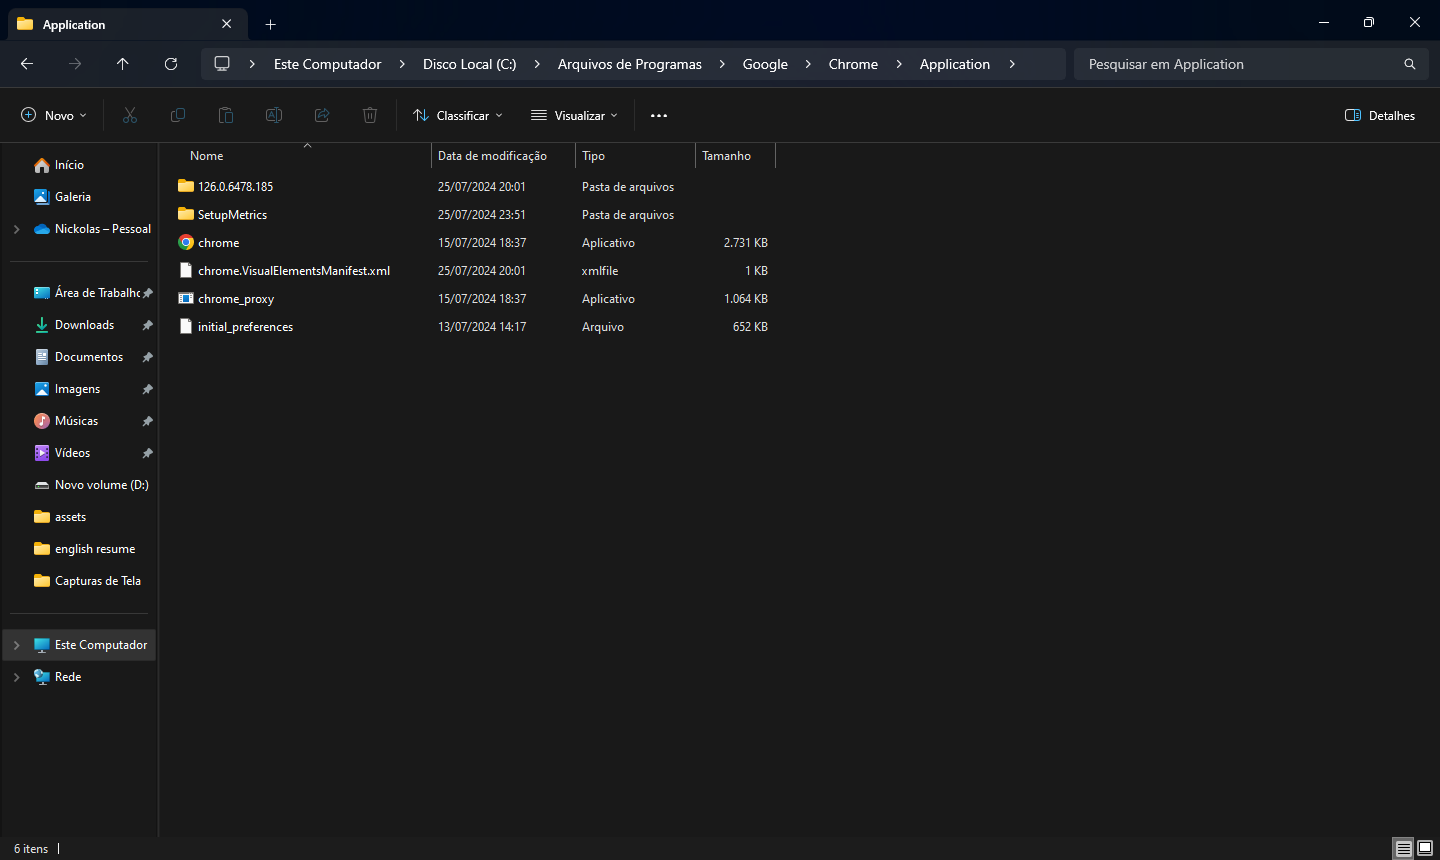 Application
Este Computador
Disco Local (C:)
Arquivos de Programas
Google
Chrome
Application
Pesquisar em Application
Novo
Classificar
Visualizar
Detalhes
Início
Galeria
Nickolas – Pessoal
Área de Trabalho
Downloads
Documentos
Imagens
Músicas
Vídeos
Novo volume (D:)
assets
english resume
Capturas de Tela
Este Computador
Rede
Nome Data de modificação Tipo Tamanho
126.0.6478.185 25/07/2024 20:01 Pasta de arquivos
SetupMetrics 25/07/2024 23:51 Pasta de arquivos
chrome 15/07/2024 18:37 Aplicativo 2.731 KB
chrome.VisualElementsManifest.xml 25/07/2024 20:01 xmlfile 1 KB
chrome_proxy 15/07/2024 18:37 Aplicativo 1.064 KB
initial_preferences 13/07/2024 14:17 Arquivo 652 KB
6 itens